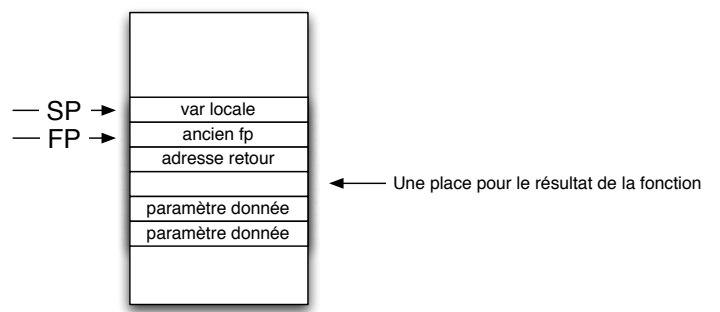 SP
var locale
FP
ancien fp
adresse retour
Une place pour le résultat de la fonction
paramètre donnée
paramètre donnée